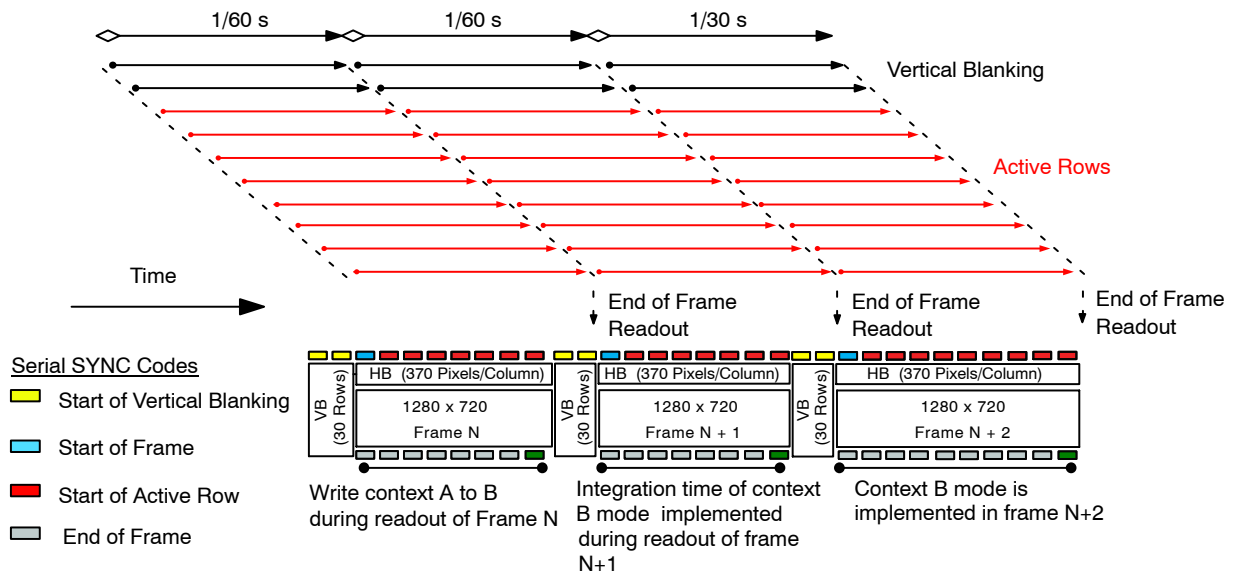 1/60 s
1/60 s
1/30 s
Vertical Blanking
Active Rows
Time
End of Frame
Readout
End of Frame
Readout
End of Frame
Readout
Serial SYNC Codes
Start of Vertical Blanking
Start of Frame
Start of Active Row
End of Frame
VB
(30 Rows)
HB (370 Pixels/Column)
1280 x 720
Frame N
VB
(30 Rows)
HB (370 Pixels/Column)
1280 x 720
Frame N + 1
VB
(30 Rows)
HB (370 Pixels/Column)
1280 x 720
Frame N + 2
Write context A to B
during readout of Frame N
Integration time of context
B mode implemented
during readout of frame
N+1
Context B mode is
implemented in frame N+2